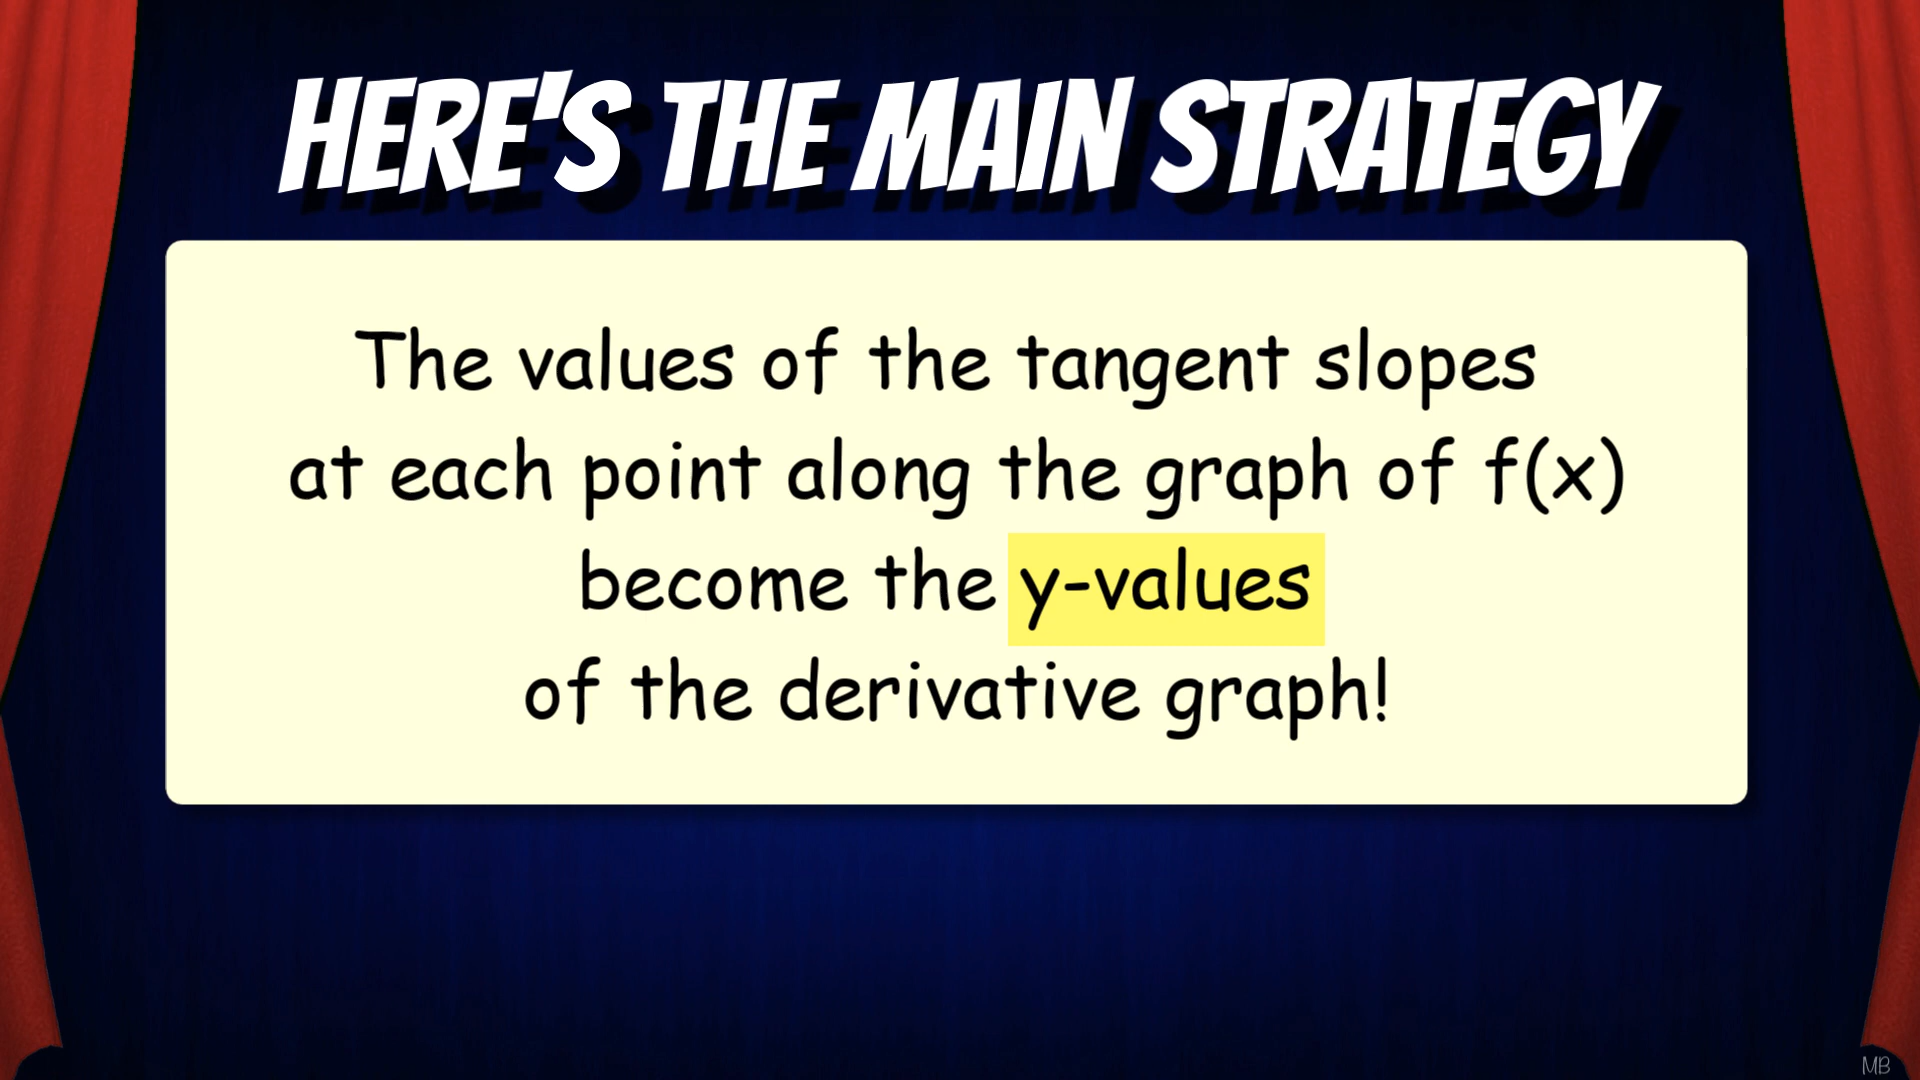 HERE'S THE MAIN STRATEGY
The values of the tangent slopes
at each point along the graph of f(x)
become the y-values
of the derivative graph!
MB